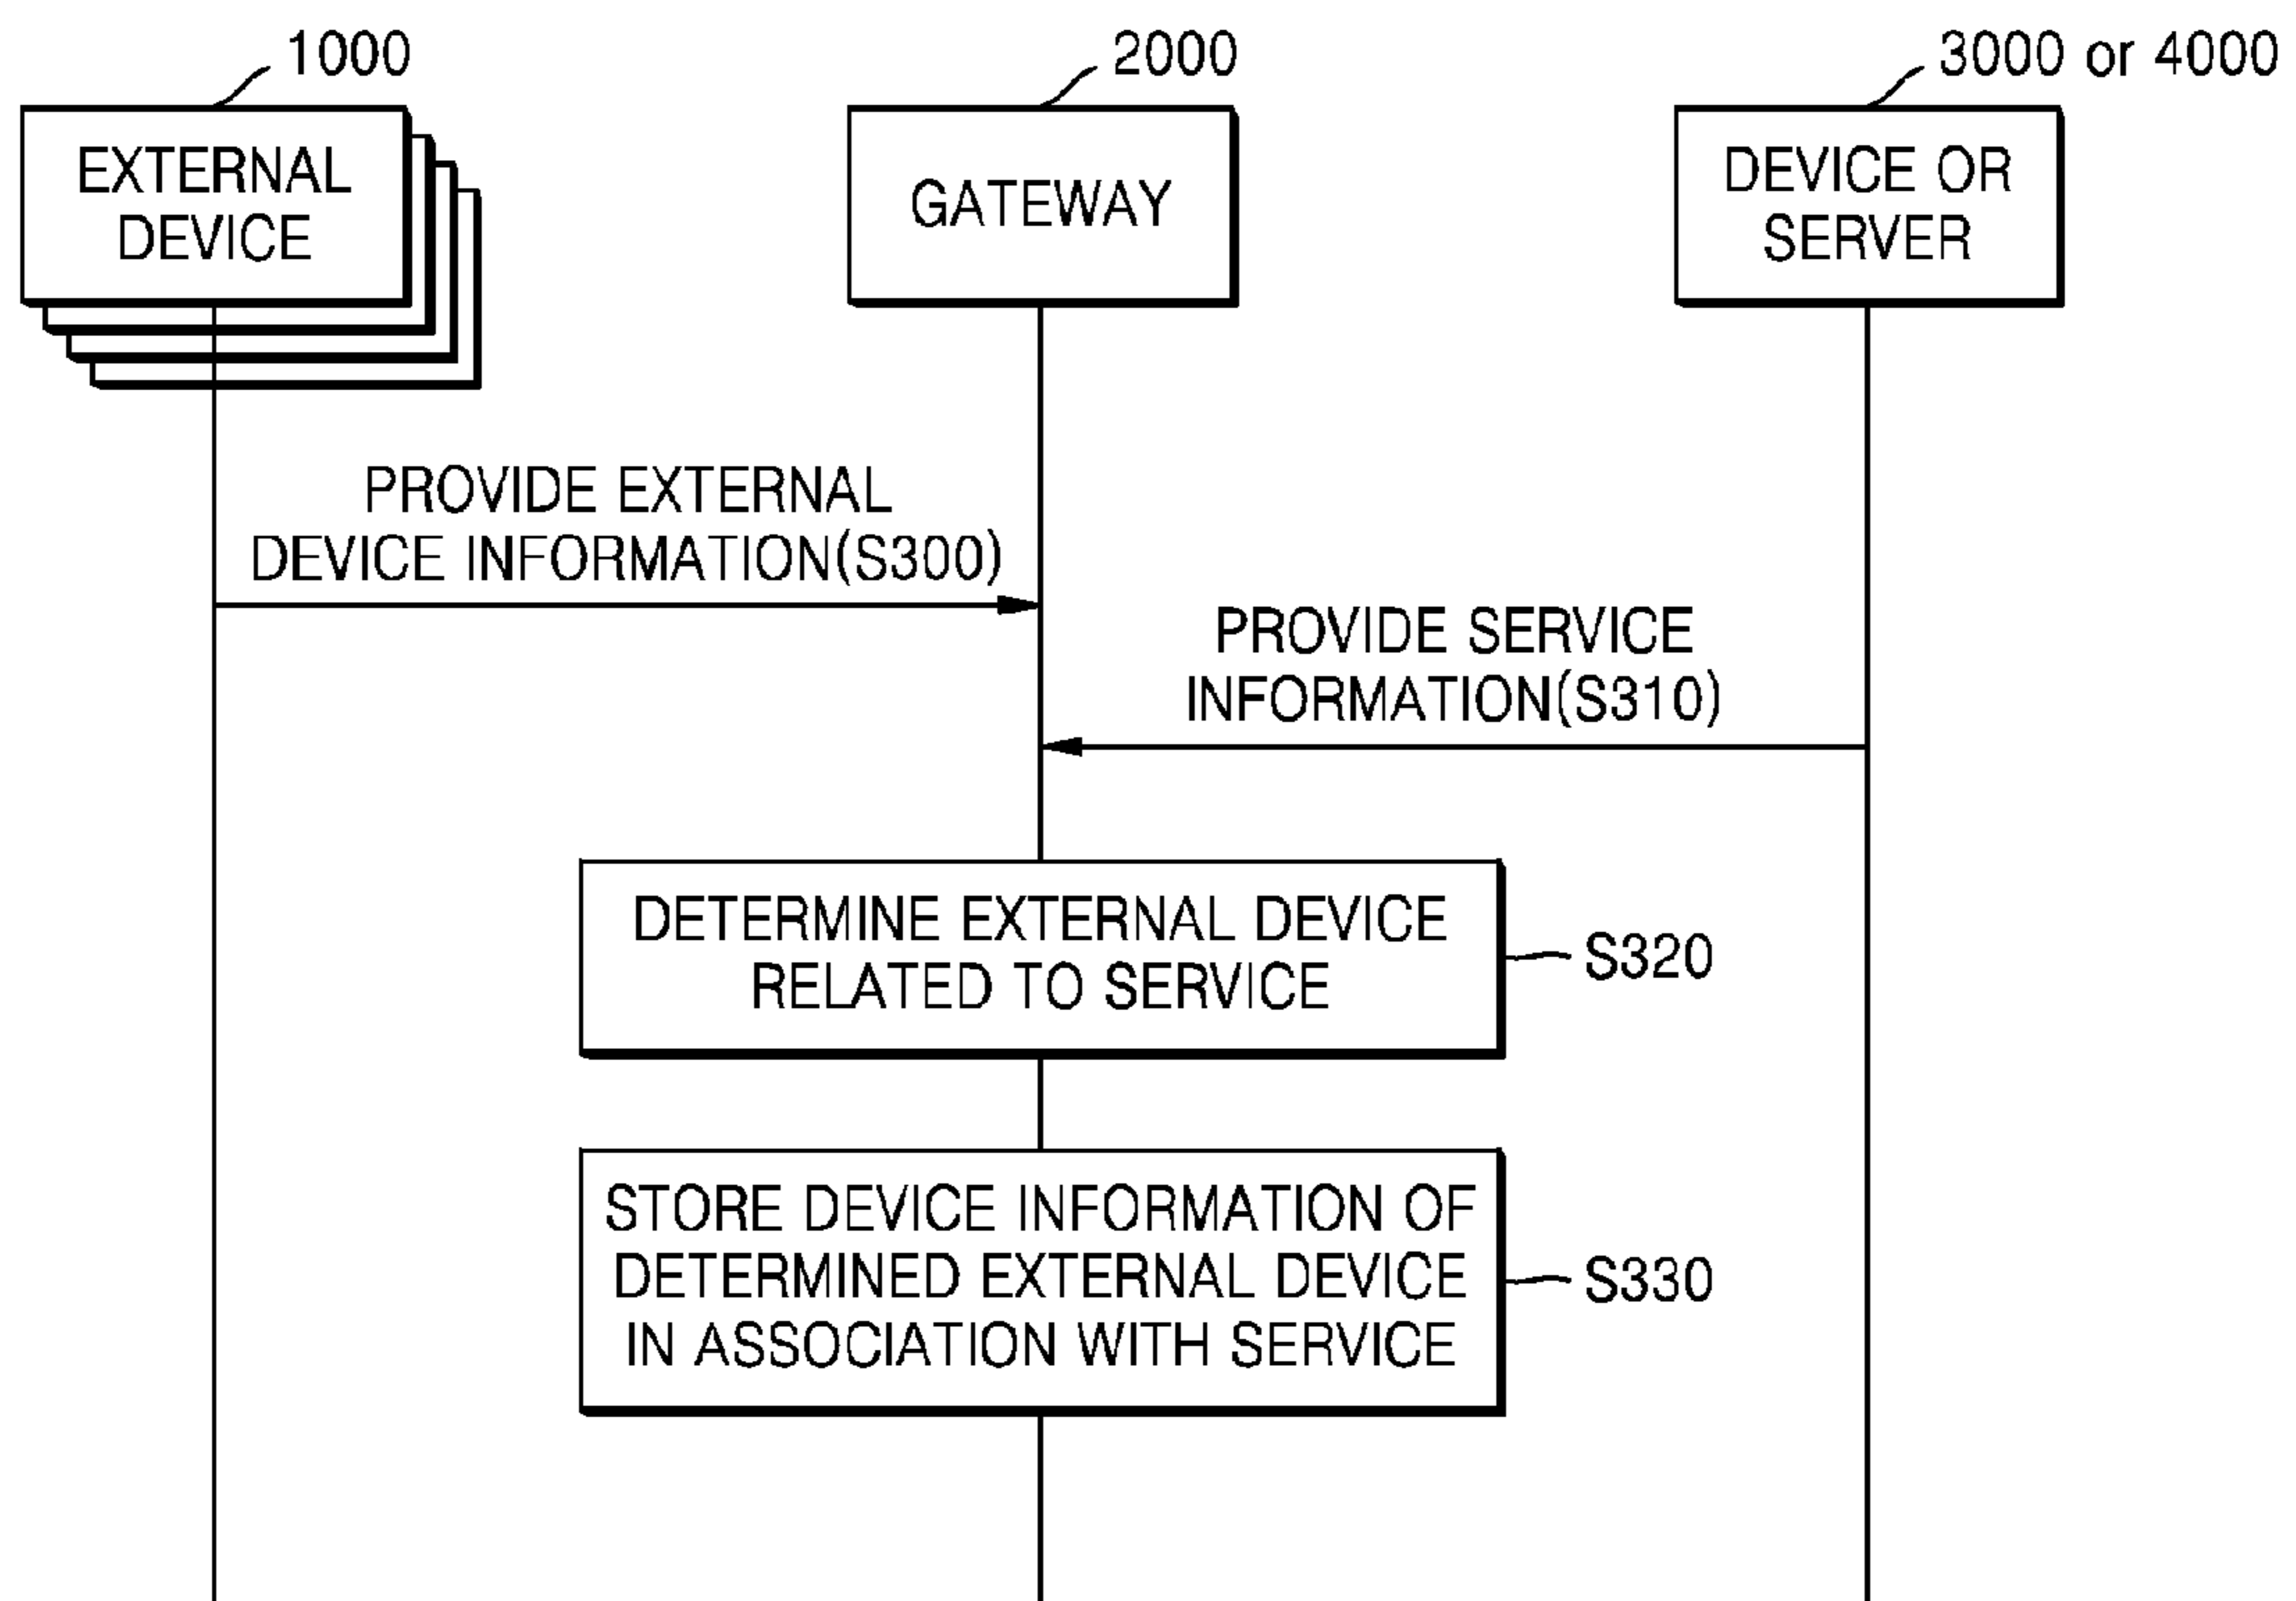 1000
2000
3000 or 4000
EXTERNAL
DEVICE
GATEWAY
DEVICE OR
SERVER
PROVIDE EXTERNAL
DEVICE INFORMATION(S300)
PROVIDE SERVICE
INFORMATION(S310)
DETERMINE EXTERNAL DEVICE
RELATED TO SERVICE
S320
STORE DEVICE INFORMATION OF
DETERMINED EXTERNAL DEVICE
IN ASSOCIATION WITH SERVICE
S330